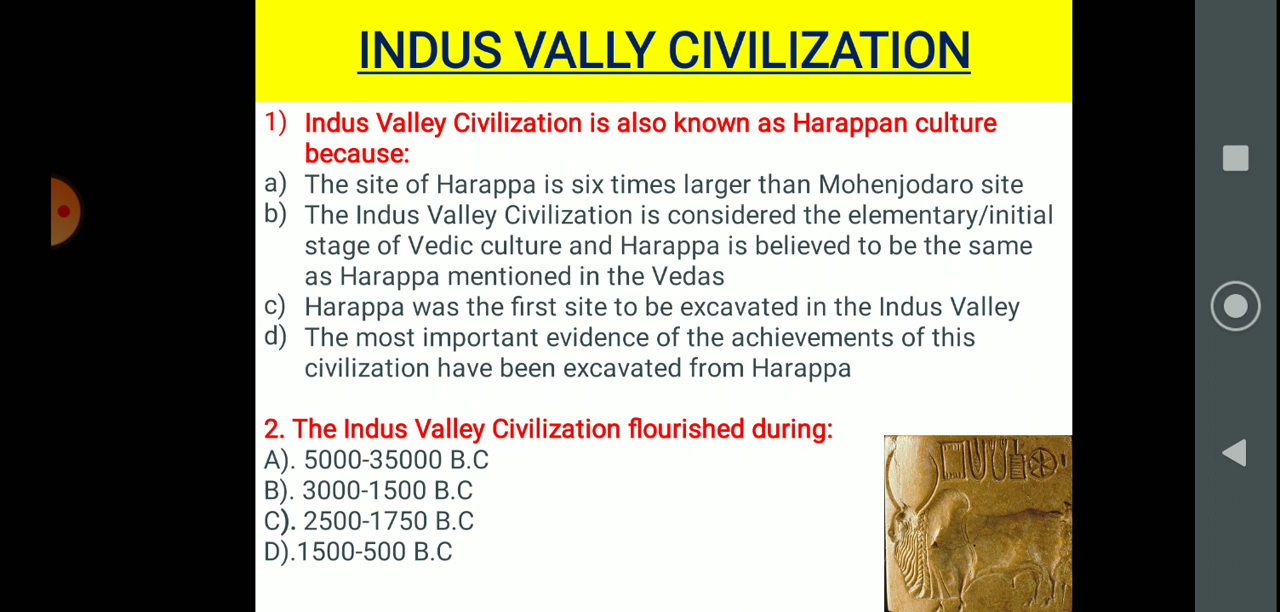 INDUS VALLY CIVILIZATION
1) Indus Valley Civilization is also known as Harappan culture
because:
a) The site of Harappa is six times larger than Mohenjodaro site
b) The Indus Valley Civilization is considered the elementary/initial
stage of Vedic culture and Harappa is believed to be the same
as Harappa mentioned in the Vedas
c) Harappa was the first site to be excavated in the Indus Valley
d) The most important evidence of the achievements of this
civilization have been excavated from Harappa
2. The Indus Valley Civilization flourished during:
A). 5000-35000 B.C
B). 3000-1500 B.C
C). 2500-1750 B.C
D).1500-500 B.C